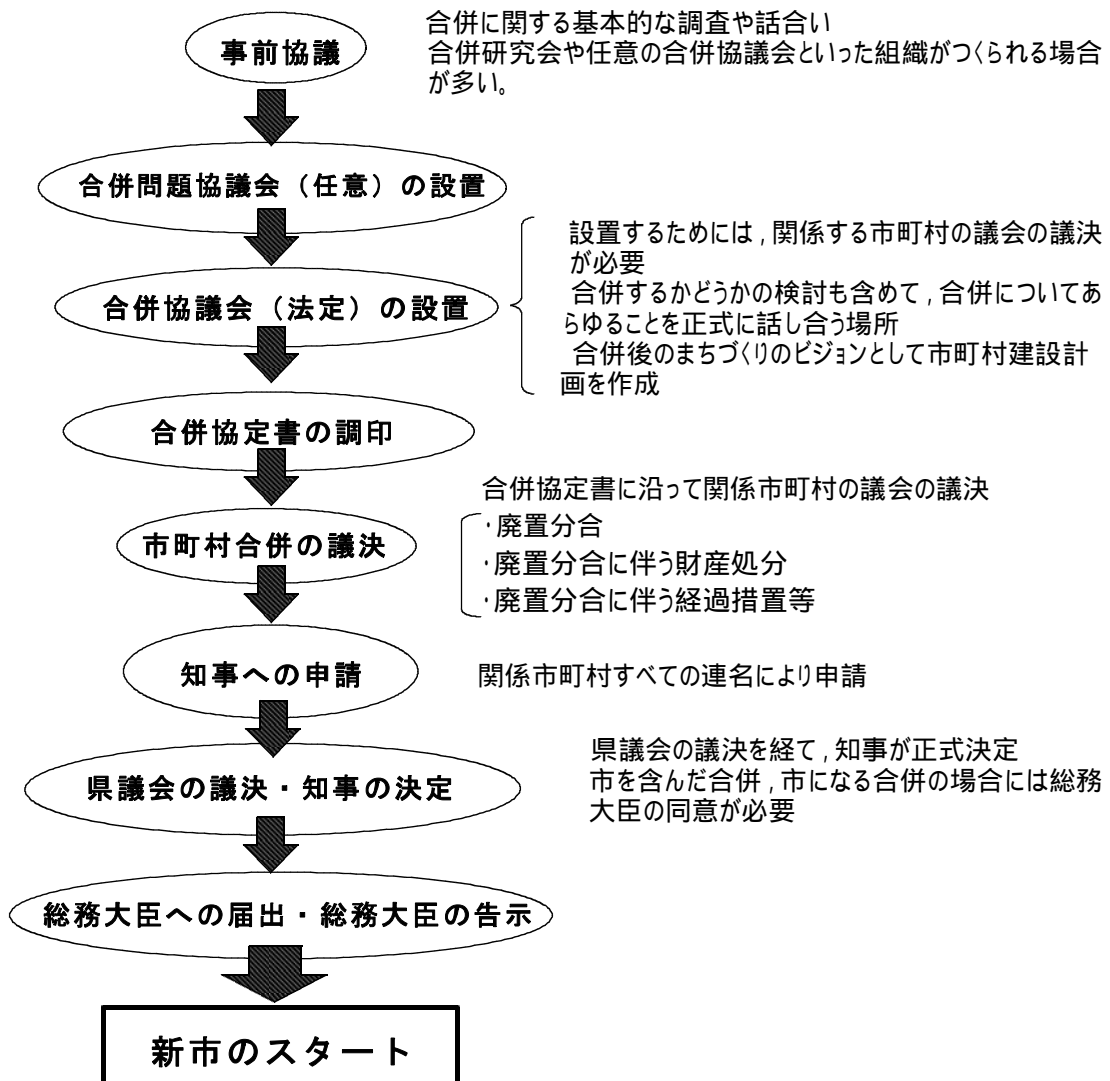 事前協議
合併に関する基本的な調査や話合い
合併研究会や任意の合併協議会といった組織がつくられる場合
が多い。
合併問題協議会（任意）の設置
合併協議会（法定）の設置
設置するためには，関係する市町村の議会の議決
が必要
合併するかどうかの検討も含めて，合併についてあ
らゆることを正式に話し合う場所
合併後のまちづくりのビジョンとして市町村建設計
画を作成
合併協定書の調印
市町村合併の議決
合併協定書に沿って関係市町村の議会の議決
・廃置分合
・廃置分合に伴う財産処分
・廃置分合に伴う経過措置等
知事への申請
関係市町村すべての連名により申請
県議会の議決・知事の決定
県議会の議決を経て，知事が正式決定
市を含んだ合併，市になる合併の場合には総務
大臣の同意が必要
総務大臣への届出・総務大臣の告示
新市のスタート